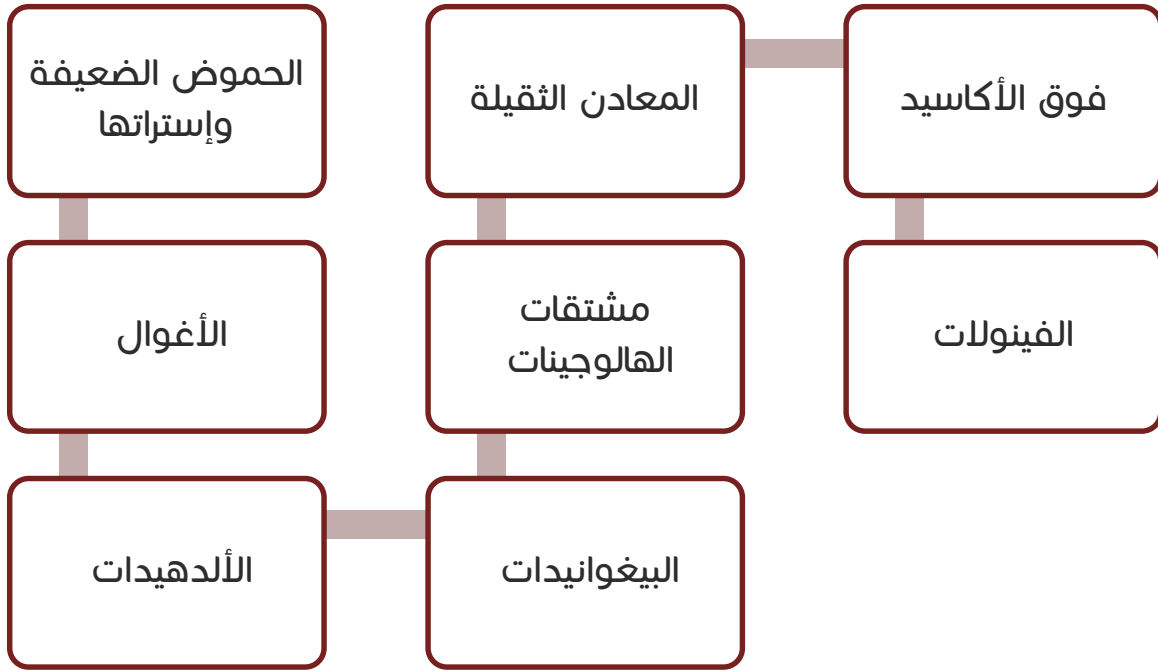 الحموض الضعيفة
وإستراتها
الأغوال
الألدهيدات
البيغوانيدات
مشتقات
الهالوجينات
المعادن الثقيلة
فوق الأكاسيد
الفينولات